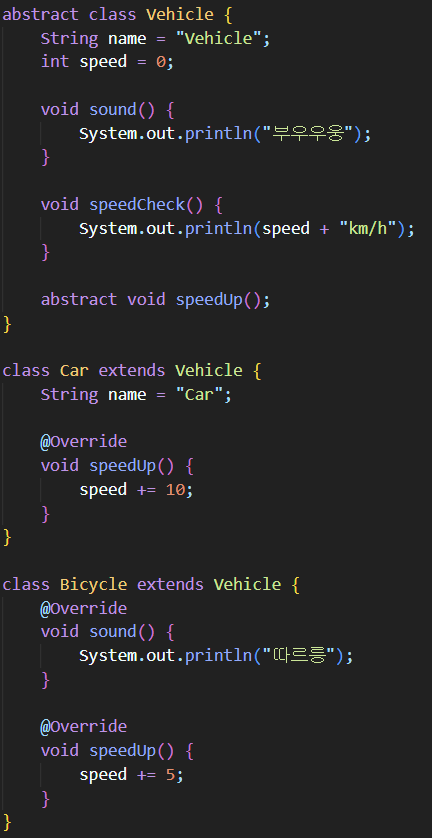 abstract class Vehicle {
    String name = "Vehicle";
    int speed = 0;

    void sound() {
        System.out.println("부우우웅");
    }

    void speedCheck() {
        System.out.println(speed + "km/h");
    }

    abstract void speedUp();
}

class Car extends Vehicle {
    String name = "Car";

    @Override
    void speedUp() {
        speed += 10;
    }
}

class Bicycle extends Vehicle {
    @Override
    void sound() {
        System.out.println("따르릉");
    }

    @Override
    void speedUp() {
        speed += 5;
    }
}